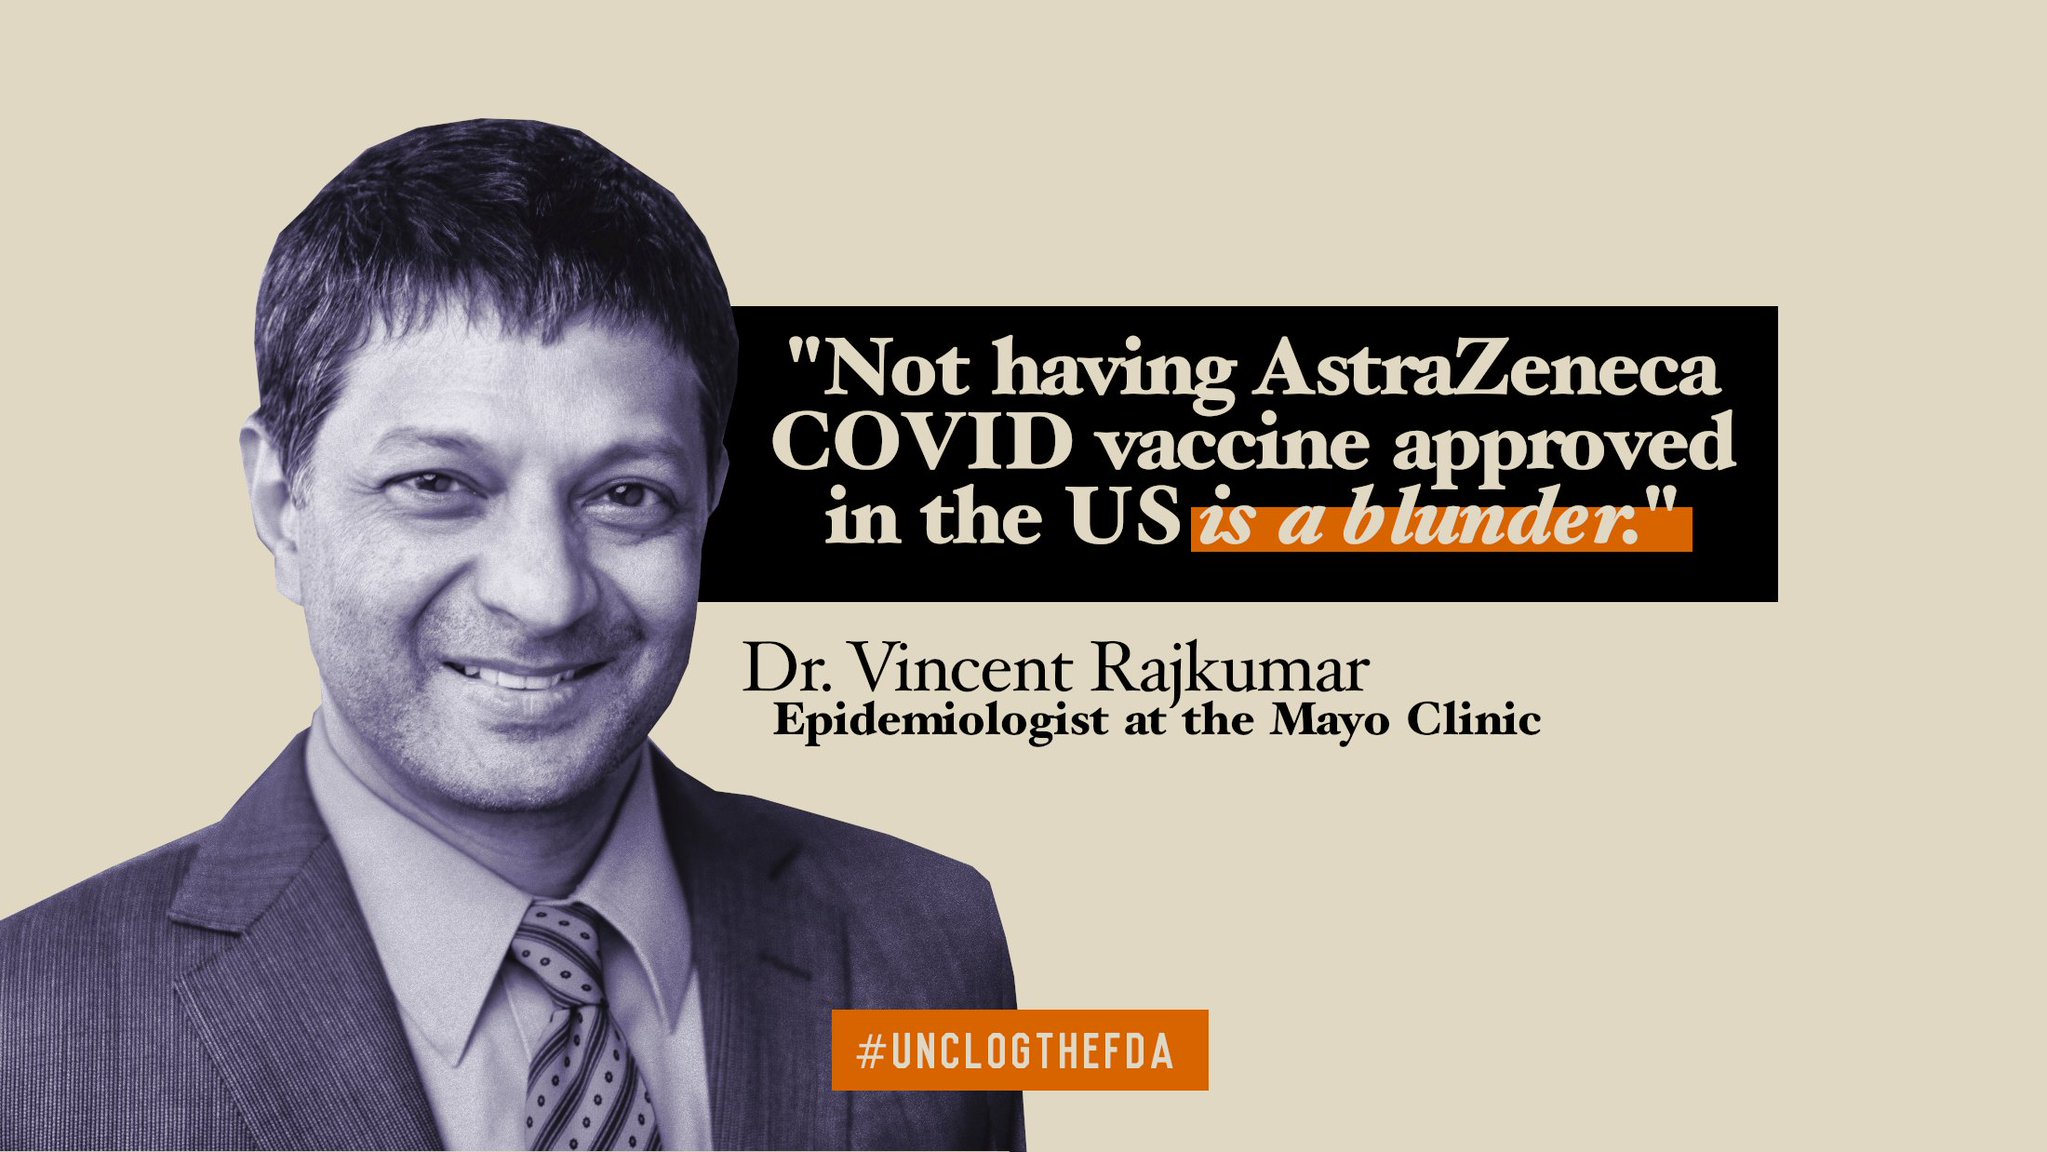 "Not having AstraZeneca
COVID vaccine approved
in the US is a blunder."
Dr. Vincent Rajkumar
Epidemiologist at the Mayo Clinic
#UNCLOGTHEFDA